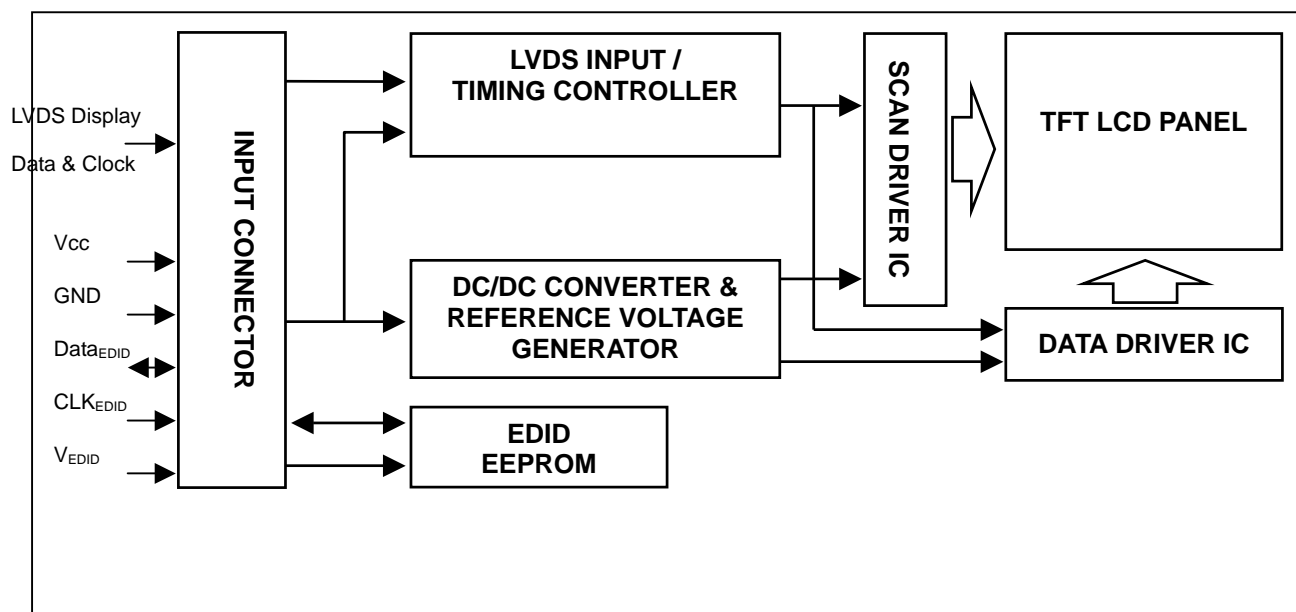 LVDS Display
Data & Clock
Vcc
GND
DataEDID
CLKEDID
VEDID
INPUT CONNECTOR
LVDS INPUT /
TIMING CONTROLLER
DC/DC CONVERTER &
REFERENCE VOLTAGE
GENERATOR
EDID
EEPROM
SCAN DRIVER IC
TFT LCD PANEL
DATA DRIVER IC